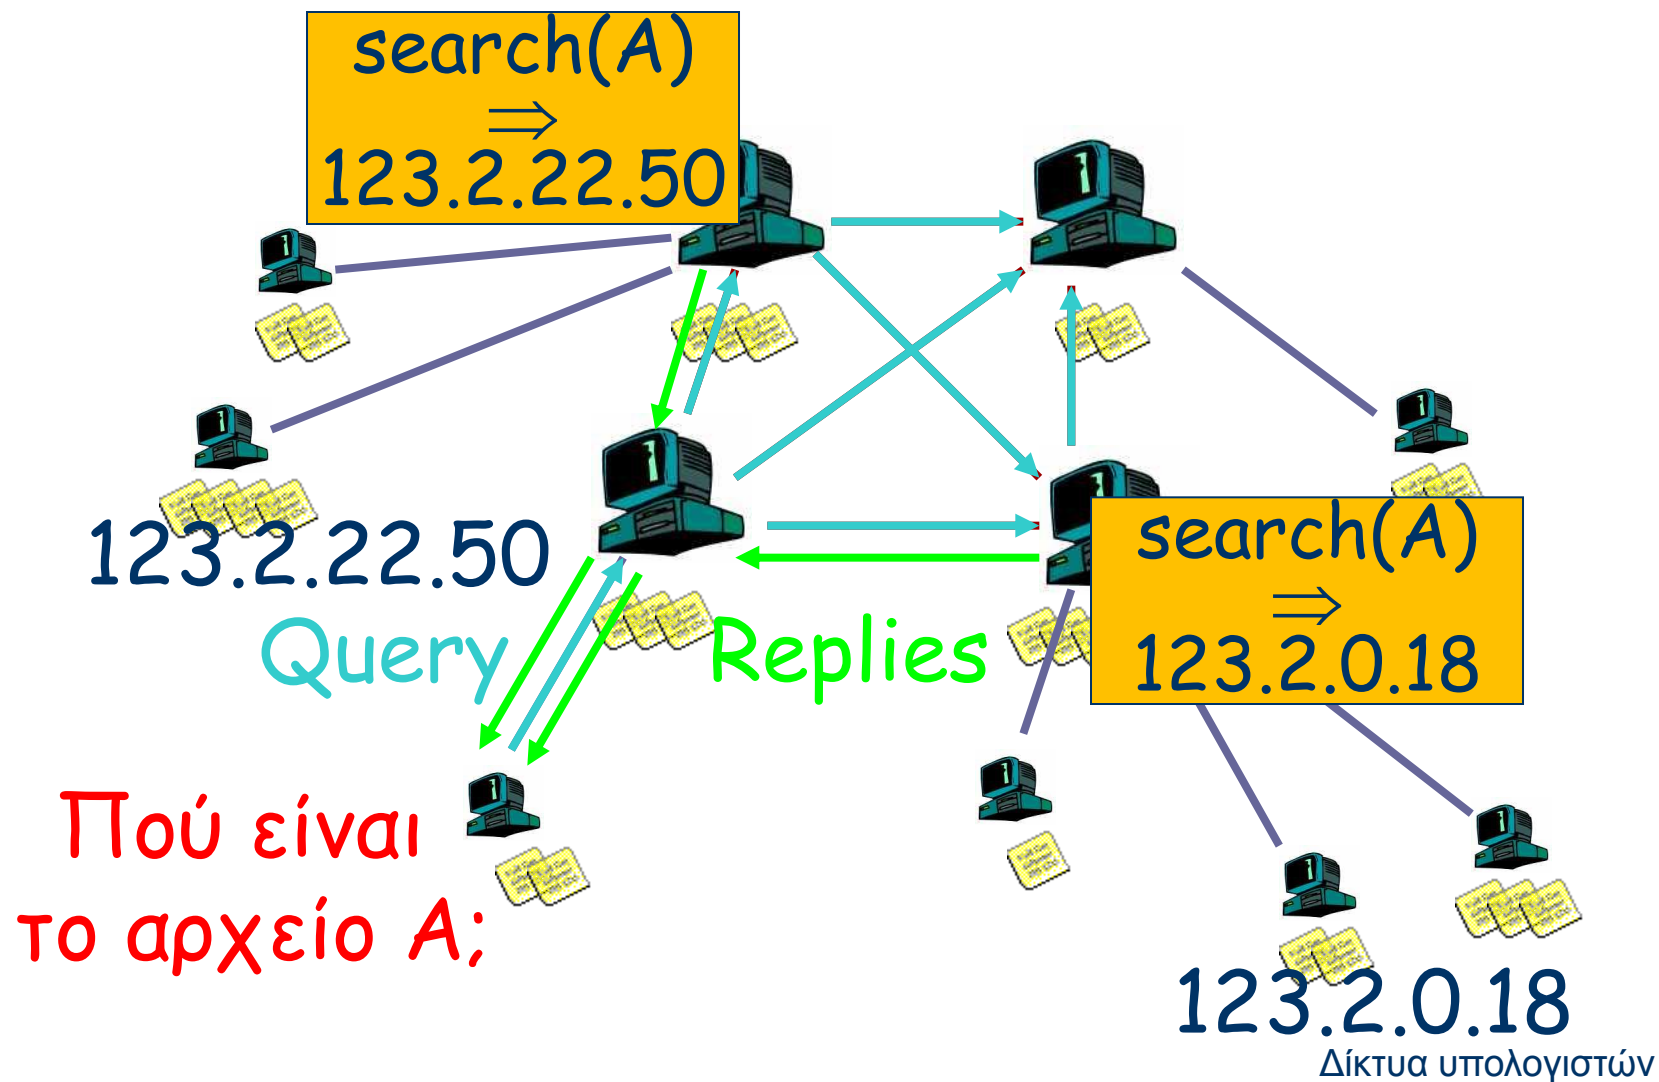 search(A)
⇒
123.2.22.50
123.2.22.50
search(A)
⇒
123.2.0.18
Query
Replies
Πού είναι
το αρχείο Α;
123.2.0.18
Δίκτυα υπολογιστών